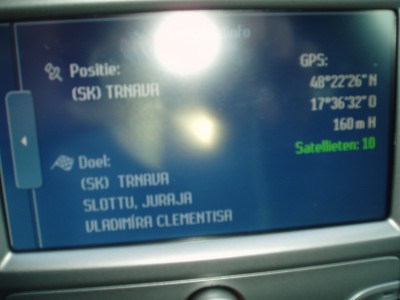 Positie:
(SK) TRNAVA
GPS:
48°22'26"N
17°36'32"O
160 m H
Satellieten: 10
Doel:
(SK) TRNAVA
SLOTTU, JURAJA
VLADIMÍRA CLEMENTISA